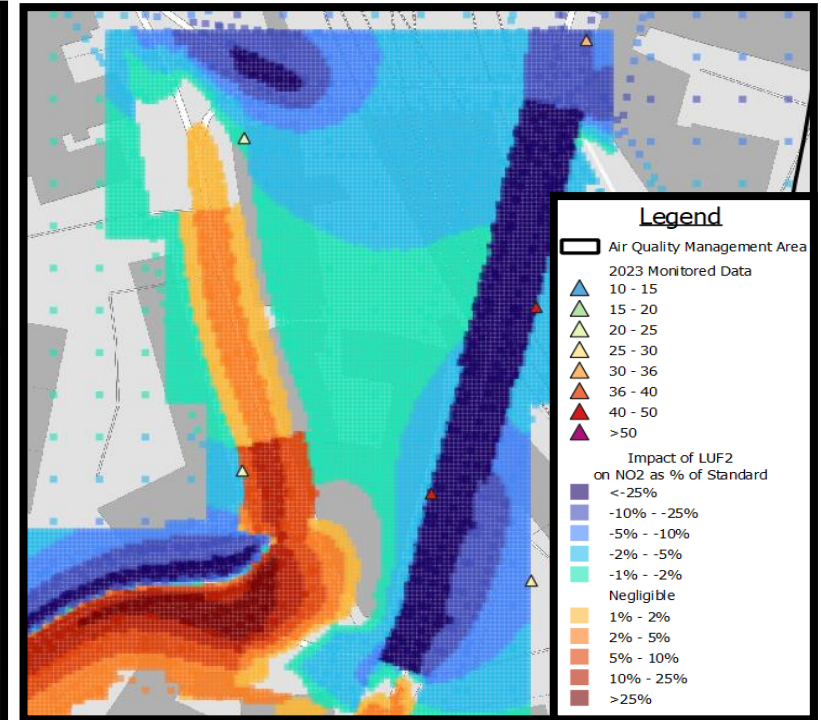 Legend
Air Quality Management Area
2023 Monitored Data
10 - 15
15 - 20
20 - 25
25 - 30
30 - 36
36 - 40
40 - 50
>50
Impact of LUF2
on NO2 as % of Standard
<-25%
-10% - -25%
-5% - -10%
-2% - -5%
-1% - -2%
Negligible
1% - 2%
2% - 5%
5% - 10%
10% - 25%
>25%